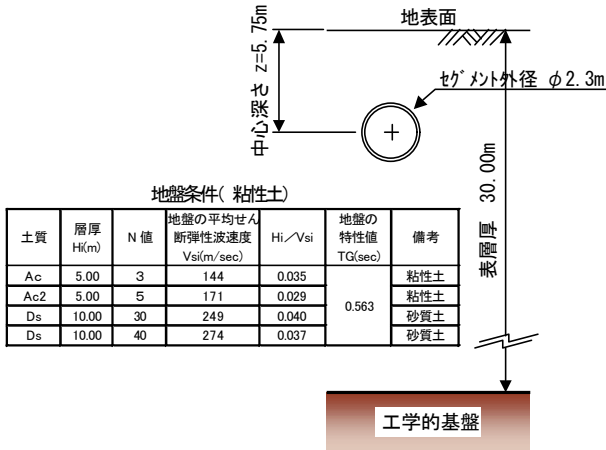 地表面
中心深さ z=5.75m
セグメント外径 φ2.3m
表層厚 30.00m
地盤条件( 粘性土)
土質 層厚 Hi(m) N 値 地盤の平均せん断弾性波速度 Vsi(m/sec) Hi／Vsi 地盤の特性値 TG(sec) 備考
Ac 5.00 3 144 0.035 0.563 粘性土
Ac2 5.00 5 171 0.029 粘性土
Ds 10.00 30 249 0.040 砂質土
Ds 10.00 40 274 0.037 砂質土
工学的基盤